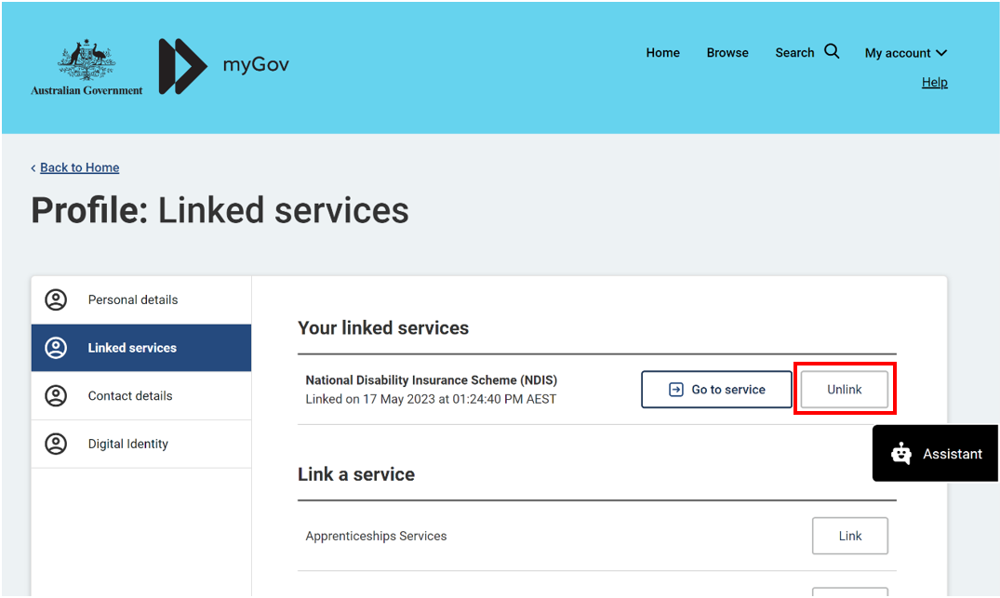 Australian Government
myGov
Home
Browse
Search
My account
Help
Back to Home
Profile: Linked services
Personal details
Linked services
Contact details
Digital Identity
Your linked services
National Disability Insurance Scheme (NDIS)
Linked on 17 May 2023 at 01:24:40 PM AEST
Go to service
Unlink
Assistant
Link a service
Apprenticeships Services
Link